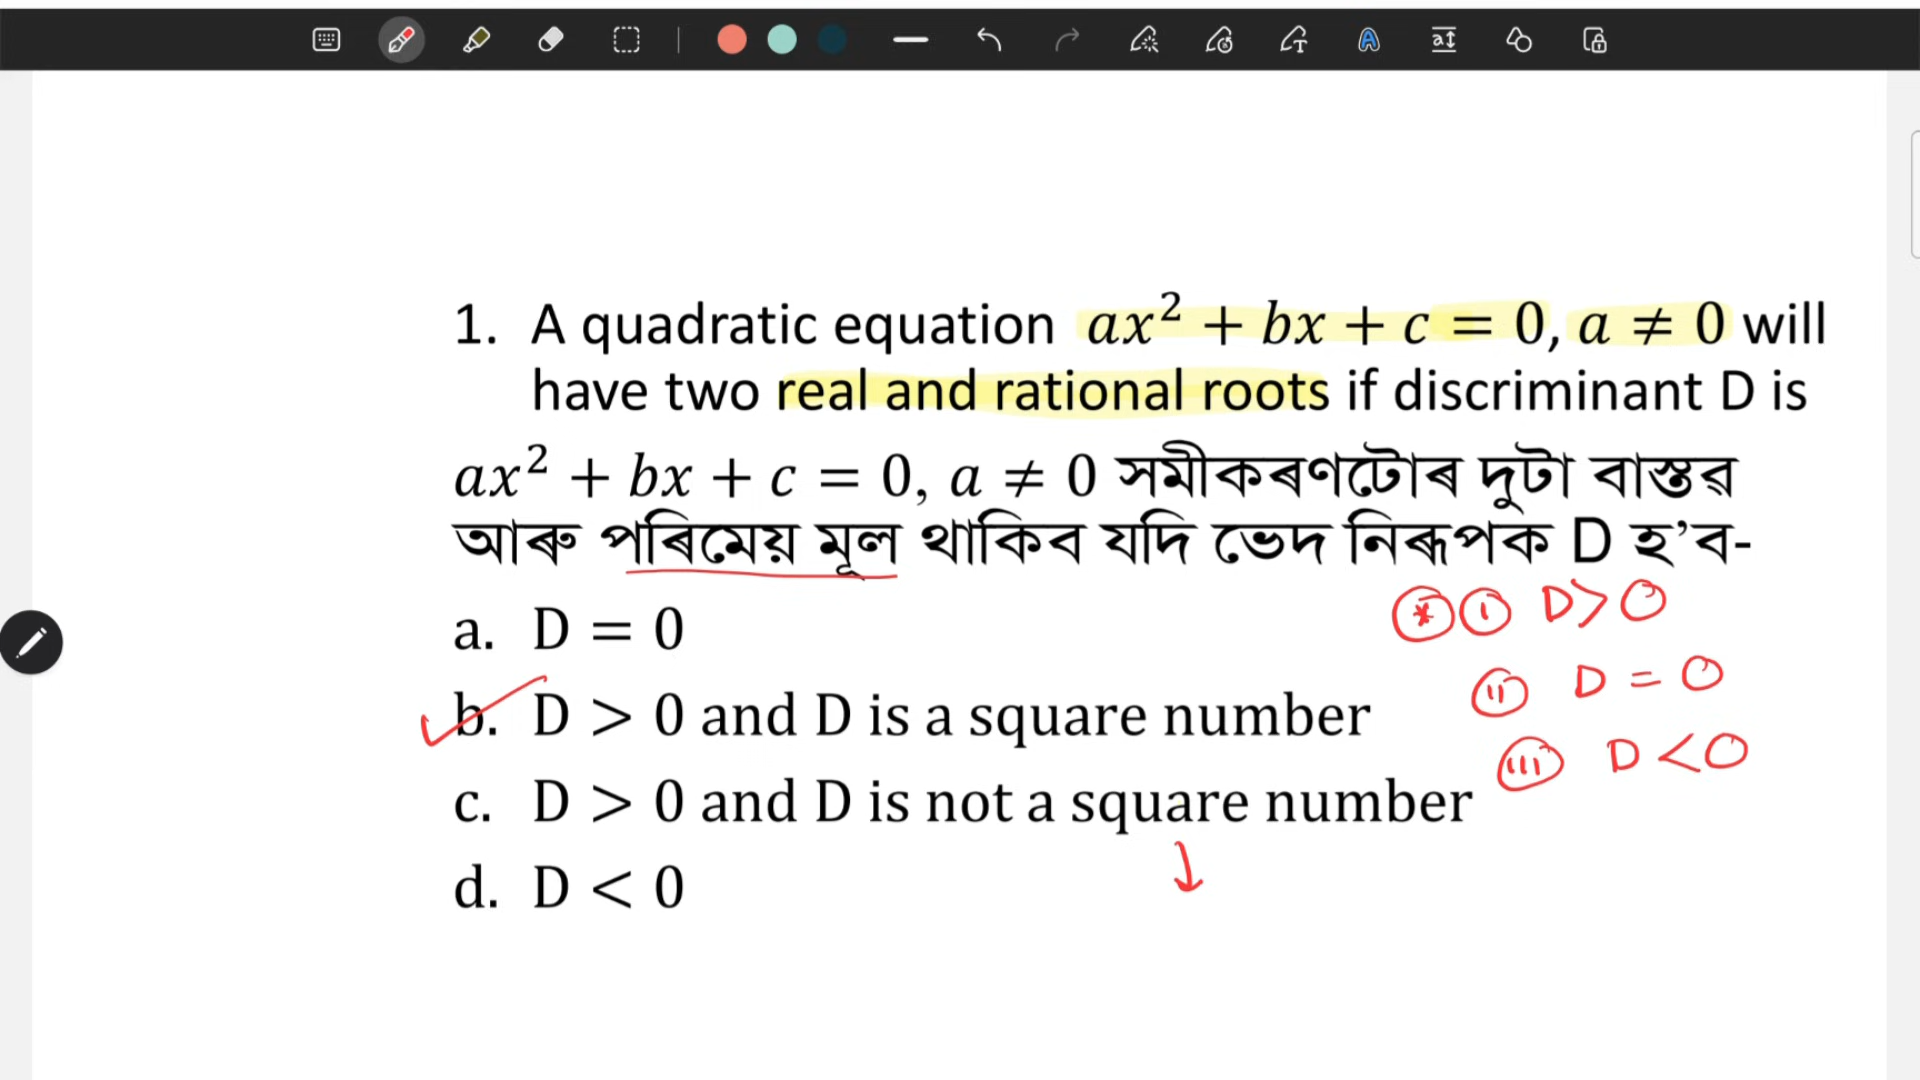 1. A quadratic equation ax² + bx + c = 0, a ≠ 0 will
have two real and rational roots if discriminant D is
ax² + bx + c = 0, a ≠ 0 সমীকৰণটোৰ দুটা বাস্তৱ
আৰু পৰিমেয় মূল থাকিব যদি ভেদ নিৰূপক D হ’ব-
a. D = 0
b. D > 0 and D is a square number
c. D > 0 and D is not a square number
d. D < 0
* i D > 0
ii D = 0
iii D < 0